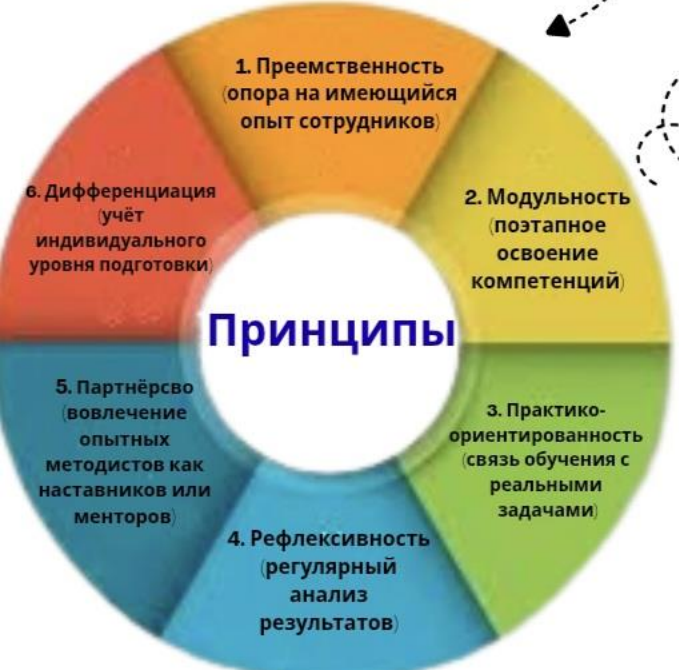 1. Преемственность
(опора на имеющийся
опыт сотрудников)
2. Модульность
(поэтапное
освоение
компетенций)
3. Практико-
ориентированность
(связь обучения с
реальными
задачами)
4. Рефлексивность
(регулярный
анализ
результатов)
5. Партнёрсво
(вовлечение
опытных
методистов как
наставников или
менторов)
6. Дифференциация
(учёт
индивидуального
уровня подготовки)
Принципы